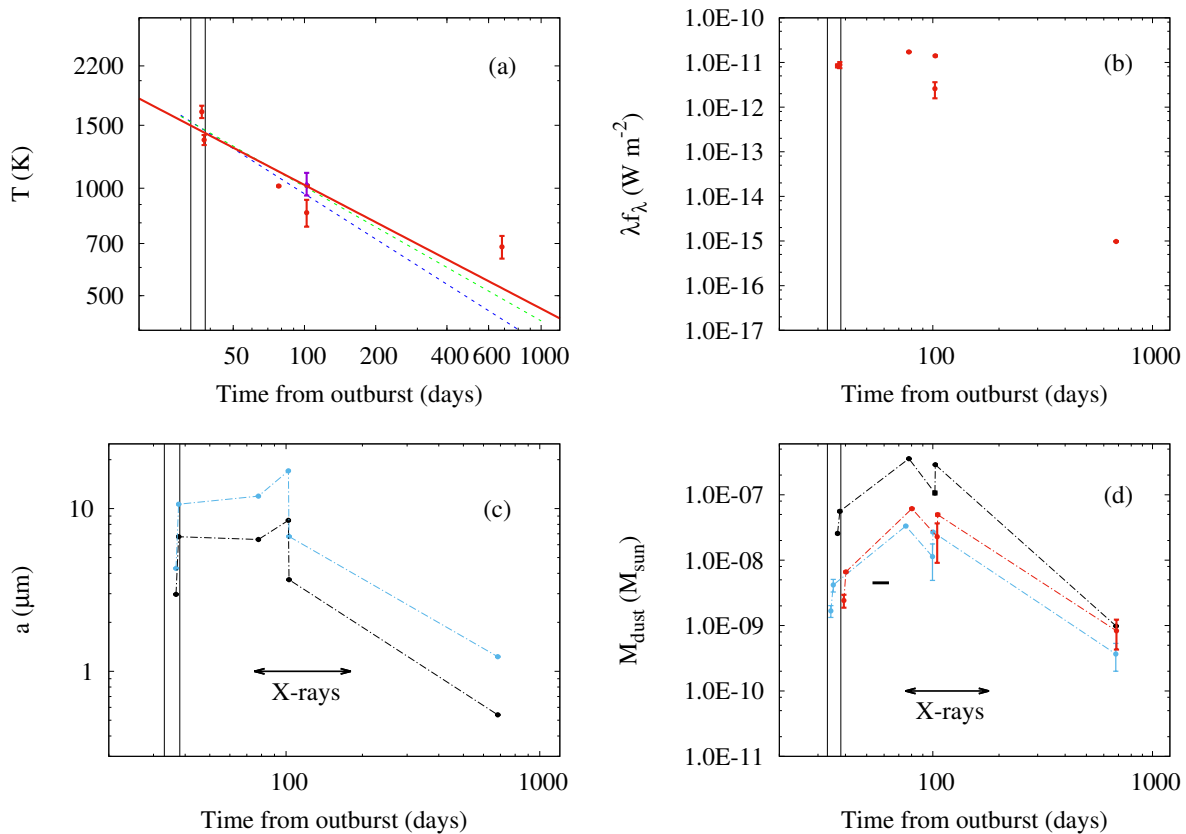 (a)
T (K)
2200
1500
1000
700
500
50
100
200
400
600
1000
Time from outburst (days)
(b)
λfλ (W m-2)
1.0E-10
1.0E-11
1.0E-12
1.0E-13
1.0E-14
1.0E-15
1.0E-16
1.0E-17
100
1000
Time from outburst (days)
(c)
a (μm)
10
1
X-rays
100
1000
Time from outburst (days)
(d)
Mdust (Msun)
1.0E-07
1.0E-08
1.0E-09
1.0E-10
1.0E-11
X-rays
100
1000
Time from outburst (days)